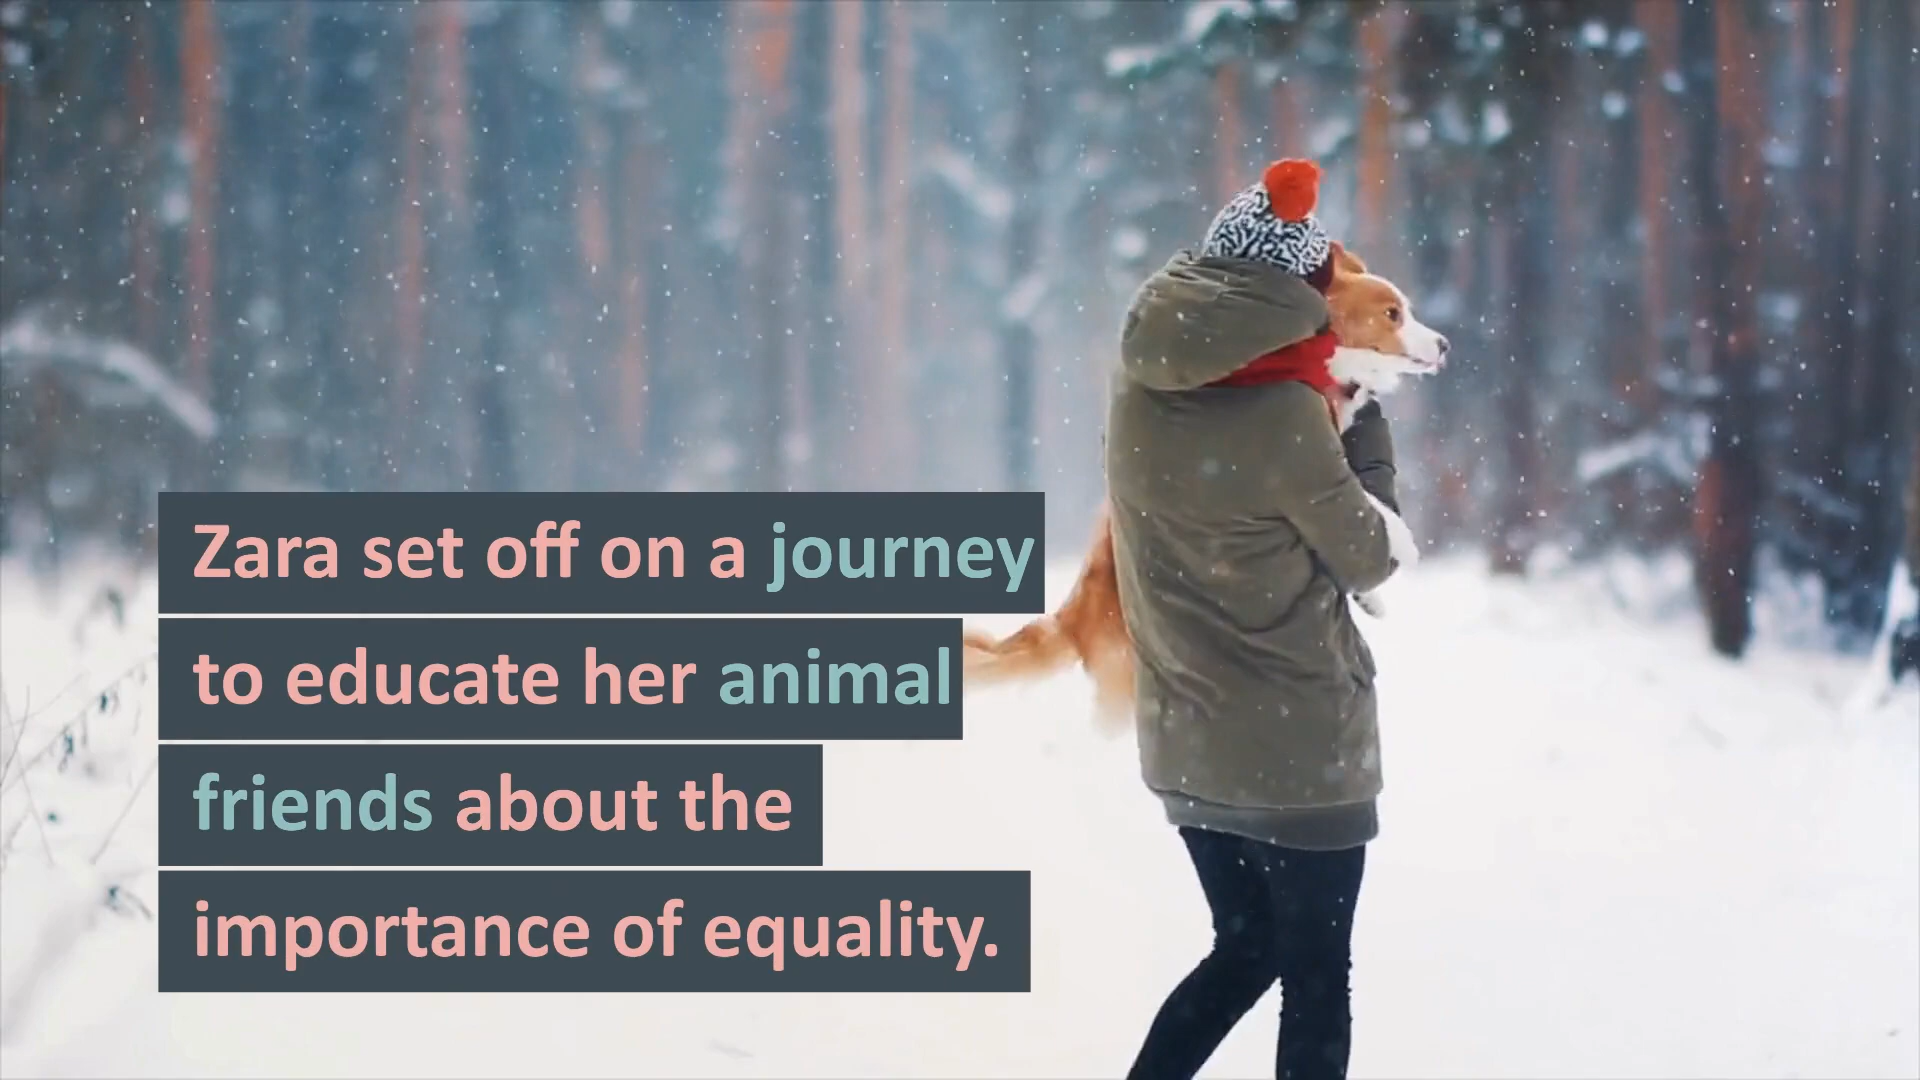 Zara set off on a journey
to educate her animal
friends about the
importance of equality.